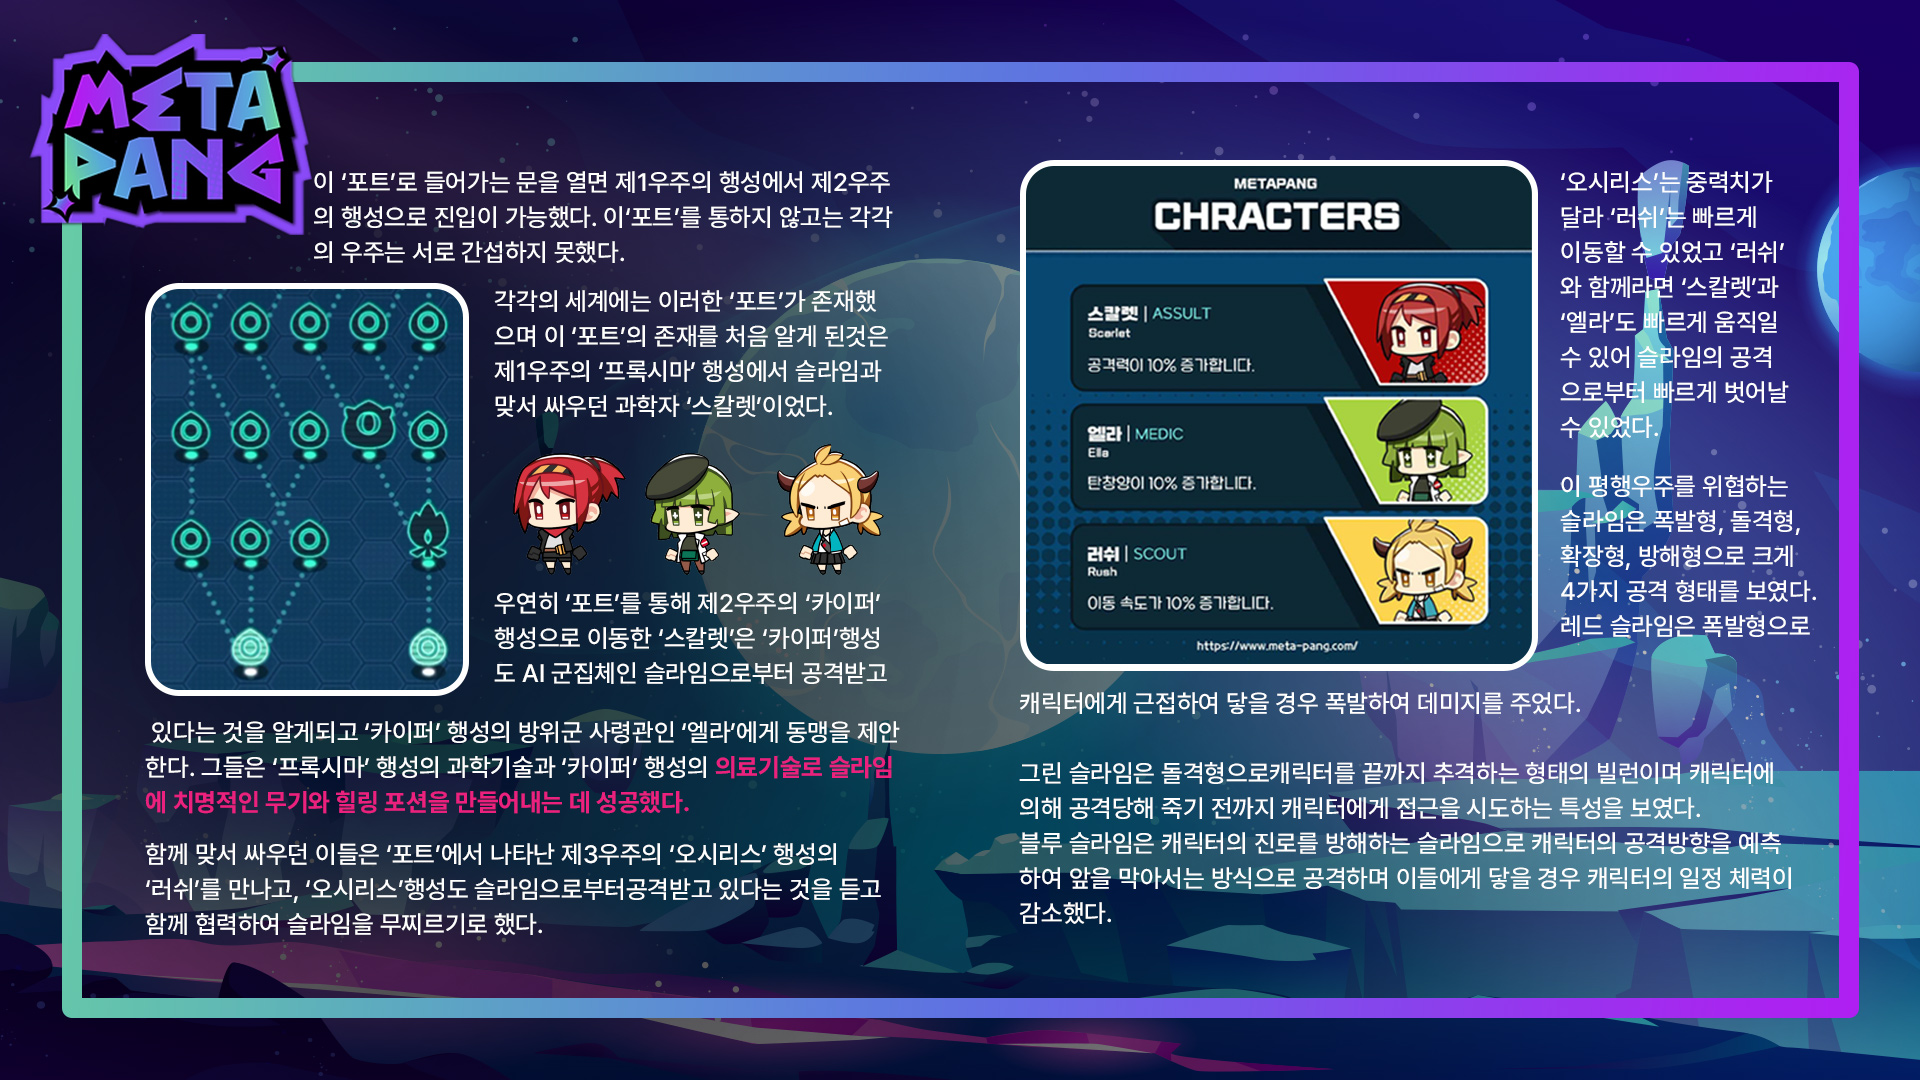 META
PANG
이 ‘포트’로 들어가는 문을 열면 제1우주의 행성에서 제2우주
의 행성으로 진입이 가능했다. 이‘포트’를 통하지 않고는 각각
의 우주는 서로 간섭하지 못했다.
각각의 세계에는 이러한 ‘포트’가 존재했
으며 이 ‘포트’의 존재를 처음 알게 된것은
제1우주의 ‘프록시마’ 행성에서 슬라임과
맞서 싸우던 과학자 ‘스칼렛’이었다.
우연히 ‘포트’를 통해 제2우주의 ‘카이퍼’
행성으로 이동한 ‘스칼렛’은 ‘카이퍼’행성
도 AI 군집체인 슬라임으로부터 공격받고
있다는 것을 알게되고 ‘카이퍼’ 행성의 방위군 사령관인 ‘엘라’에게 동맹을 제안
한다. 그들은 ‘프록시마’ 행성의 과학기술과 ‘카이퍼’ 행성의 의료기술로 슬라임
에 치명적인 무기와 힐링 포션을 만들어내는 데 성공했다.
함께 맞서 싸우던 이들은 ‘포트’에서 나타난 제3우주의 ‘오시리스’ 행성의
‘러쉬’를 만나고, ‘오시리스’행성도 슬라임으로부터공격받고 있다는 것을 듣고
함께 협력하여 슬라임을 무찌르기로 했다.
METAPANG
CHRACTERS
스칼렛 | ASSULT
Scarlet
공격력이 10% 증가합니다.
엘라 | MEDIC
Ella
탄창양이 10% 증가합니다.
러쉬 | SCOUT
Rush
이동 속도가 10% 증가합니다.
https://www.meta-pang.com/
‘오시리스’는 중력치가
달라 ‘러쉬’는 빠르게
이동할 수 있었고 ‘러쉬’
와 함께라면 ‘스칼렛’과
‘엘라’도 빠르게 움직일
수 있어 슬라임의 공격
으로부터 빠르게 벗어날
수 있었다.
이 평행우주를 위협하는
슬라임은 폭발형, 돌격형,
확장형, 방해형으로 크게
4가지 공격 형태를 보였다.
레드 슬라임은 폭발형으로
캐릭터에게 근접하여 닿을 경우 폭발하여 데미지를 주었다.
그린 슬라임은 돌격형으로캐릭터를 끝까지 추격하는 형태의 빌런이며 캐릭터에
의해 공격당해 죽기 전까지 캐릭터에게 접근을 시도하는 특성을 보였다.
블루 슬라임은 캐릭터의 진로를 방해하는 슬라임으로 캐릭터의 공격방향을 예측
하여 앞을 막아서는 방식으로 공격하며 이들에게 닿을 경우 캐릭터의 일정 체력이
감소했다.